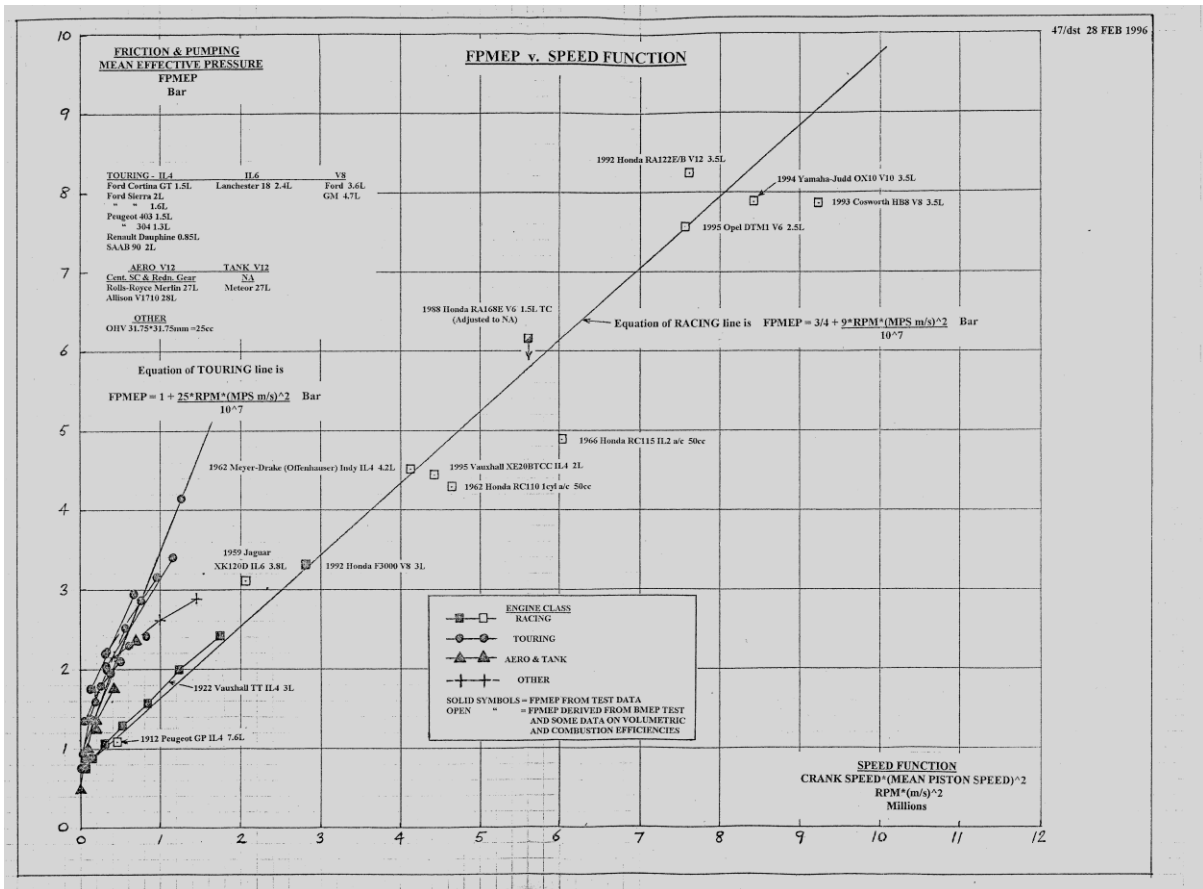 47/dst 28 FEB 1996
FPMEP v. SPEED FUNCTION
FRICTION & PUMPING
MEAN EFFECTIVE PRESSURE
FPMEP
Bar
10
9
8
7
6
5
4
3
2
1
0
TOURING - IL4 IL6 V8
Ford Cortina GT 1.5L Lanchester 18 2.4L Ford 3.6L
Ford Sierra 2L GM 4.7L
" " 1.6L
Peugeot 403 1.5L
" 304 1.3L
Renault Dauphine 0.85L
SAAB 90 2L
AERO V12 TANK V12
Cent. SC & Redn. Gear NA
Rolls-Royce Merlin 27L Meteor 27L
Allison V1710 28L
OTHER
OHV 31.75*31.75mm =25cc
Equation of TOURING line is
FPMEP = 1 + 25*RPM*(MPS m/s)^2 Bar
10^7
1992 Honda RA122E/B V12 3.5L
1994 Yamaha-Judd OX10 V10 3.5L
1993 Cosworth HB8 V8 3.5L
1995 Opel DTM1 V6 2.5L
1988 Honda RA168E V6 1.5L TC
(Adjusted to NA)
Equation of RACING line is FPMEP = 3/4 + 9*RPM*(MPS m/s)^2 Bar
10^7
1966 Honda RC115 IL2 a/c 50cc
1962 Meyer-Drake (Offenhauser) Indy IL4 4.2L
1995 Vauxhall XE20BTCC IL4 2L
1962 Honda RC110 1cyl a/c 50cc
1959 Jaguar
XK120D IL6 3.8L
1992 Honda F3000 V8 3L
1922 Vauxhall TT IL4 3L
1912 Peugeot GP IL4 7.6L
ENGINE CLASS
RACING
TOURING
AERO & TANK
OTHER
SOLID SYMBOLS = FPMEP FROM TEST DATA
OPEN " = FPMEP DERIVED FROM BMEP TEST
AND SOME DATA ON VOLUMETRIC
AND COMBUSTION EFFICIENCIES
SPEED FUNCTION
CRANK SPEED*(MEAN PISTON SPEED)^2
RPM*(m/s)^2
Millions
0 1 2 3 4 5 6 7 8 9 10 11 12